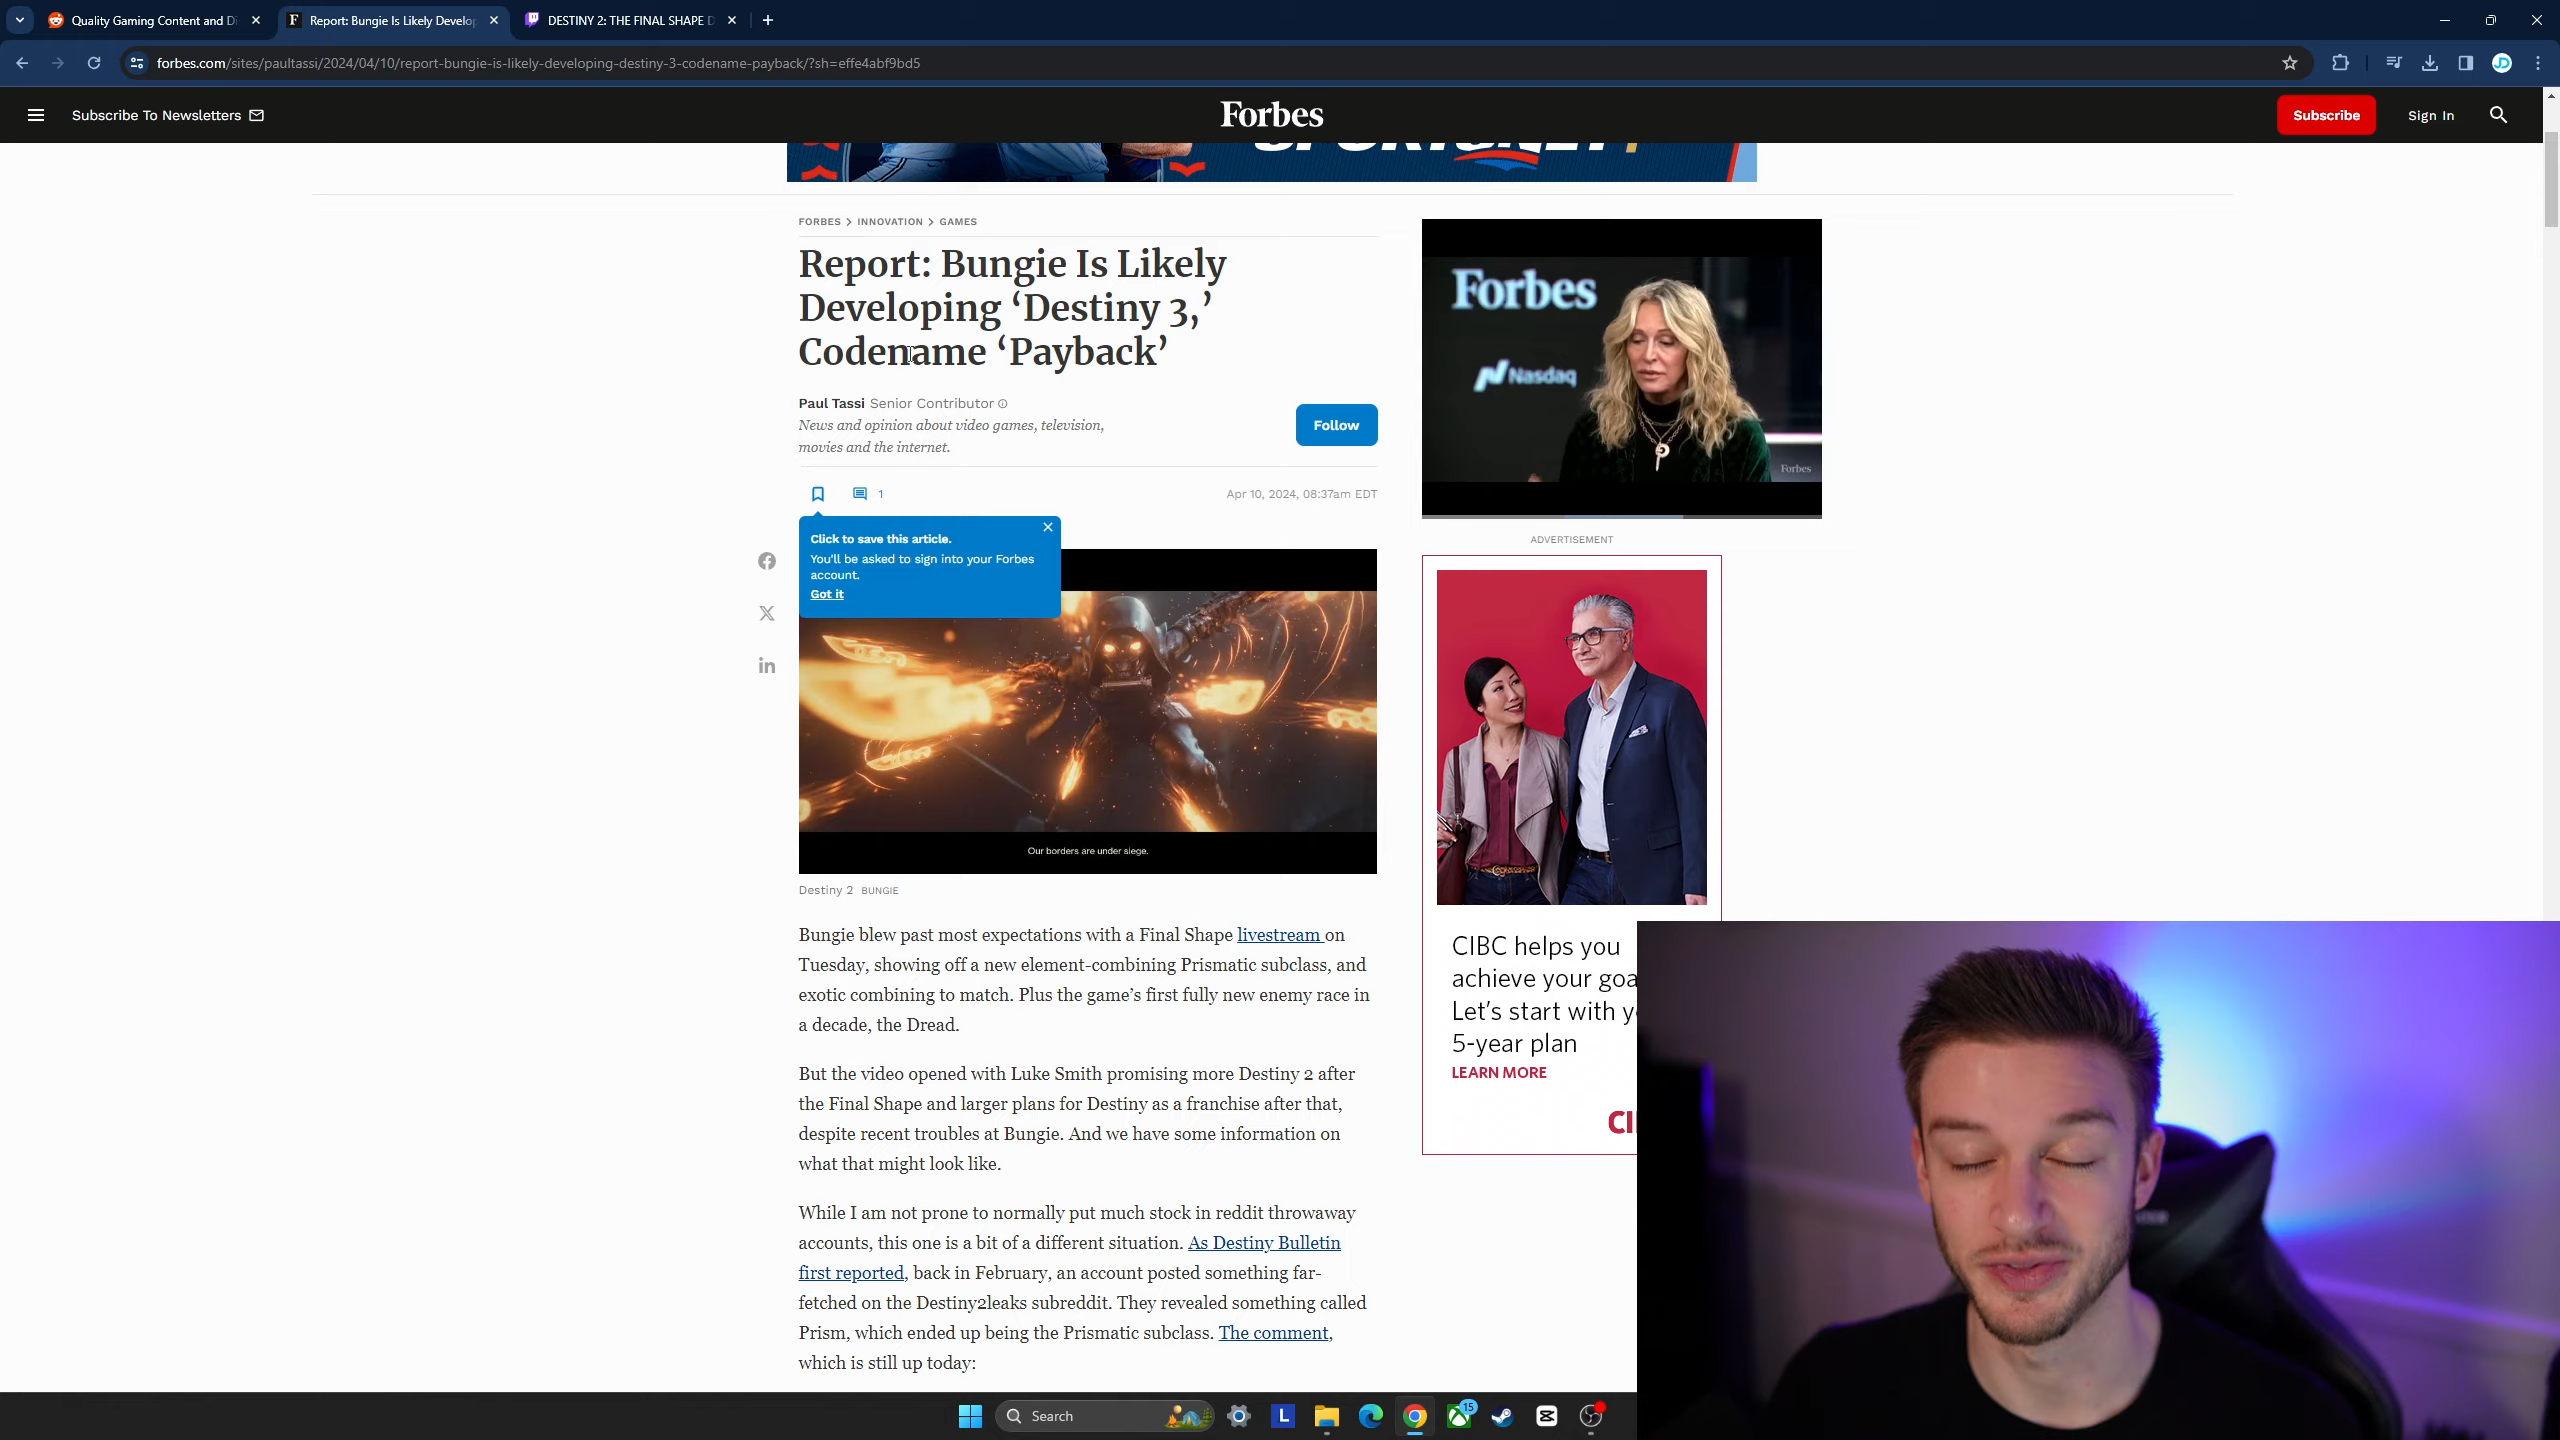 Quality Gaming Content and D
Report: Bungie Is Likely Develop
DESTINY 2: THE FINAL SHAPE D
forbes.com/sites/paultassi/2024/04/10/report-bungie-is-likely-developing-destiny-3-codename-payback/?sh=effe4abf9bd5
Subscribe To Newsletters
Forbes
Subscribe
Sign In
FORBES > INNOVATION > GAMES
Report: Bungie Is Likely
Developing ‘Destiny 3,’
Codename ‘Payback’
Paul Tassi Senior Contributor
News and opinion about video games, television,
movies and the internet.
Follow
1
Apr 10, 2024, 08:37am EDT
Click to save this article.
You'll be asked to sign into your Forbes
account.
Got it
Our borders are under siege.
Destiny 2 BUNGIE
Bungie blew past most expectations with a Final Shape livestream on
Tuesday, showing off a new element-combining Prismatic subclass, and
exotic combining to match. Plus the game’s first fully new enemy race in
a decade, the Dread.
But the video opened with Luke Smith promising more Destiny 2 after
the Final Shape and larger plans for Destiny as a franchise after that,
despite recent troubles at Bungie. And we have some information on
what that might look like.
While I am not prone to normally put much stock in reddit throwaway
accounts, this one is a bit of a different situation. As Destiny Bulletin
first reported, back in February, an account posted something far-
fetched on the Destiny2leaks subreddit. They revealed something called
Prism, which ended up being the Prismatic subclass. The comment,
which is still up today:
Forbes
Nasdaq
Forbes
ADVERTISEMENT
CIBC helps you
achieve your goa
Let's start with y
5-year plan
LEARN MORE
CI
Search
15